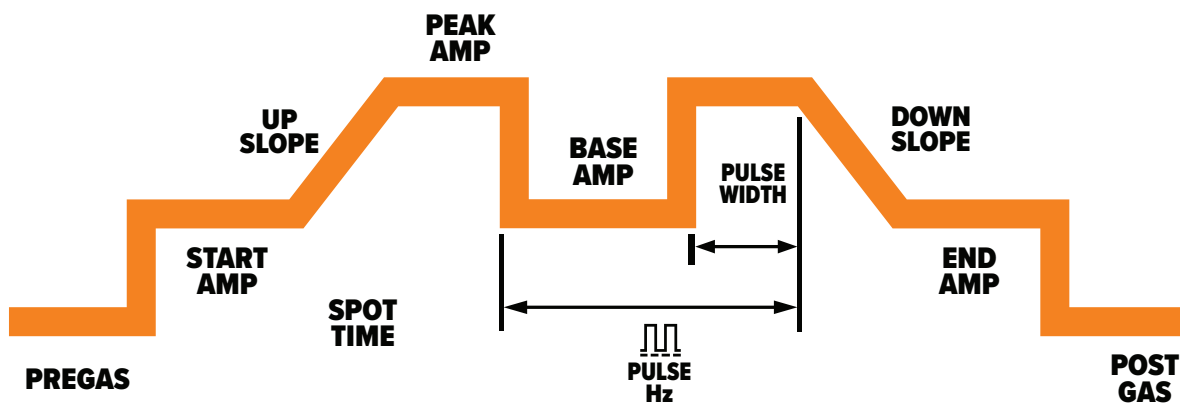 PEAK
AMP
UP
SLOPE
BASE
AMP
PULSE
WIDTH
DOWN
SLOPE
START
AMP
END
AMP
SPOT
TIME
PULSE
Hz
PREGAS
POST
GAS